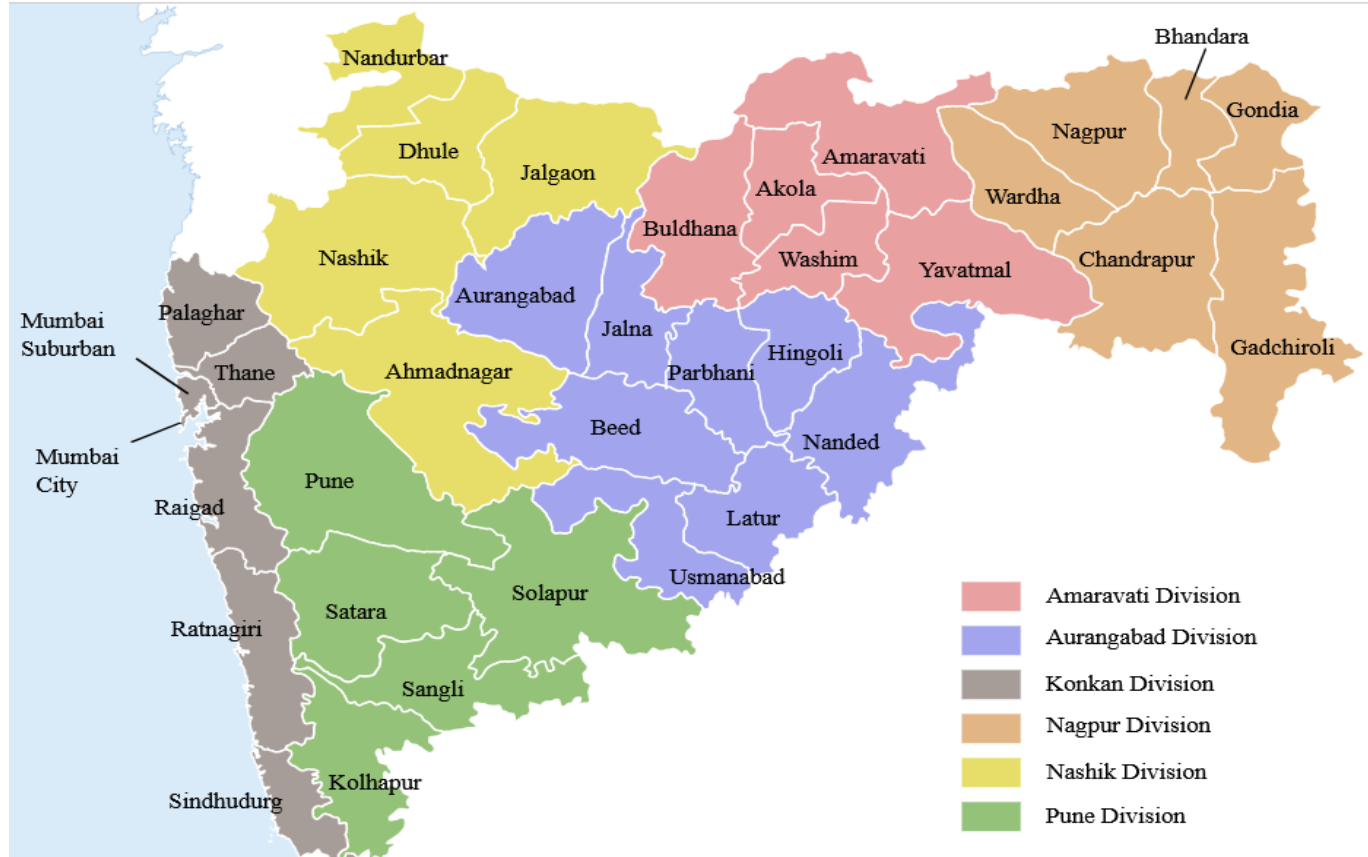 Bhandara
Nandurbar
Gondia
Nagpur
Dhule
Jalgaon
Amaravati
Akola
Wardha
Buldhana
Nashik
Washim
Yavatmal
Chandrapur
Aurangabad
Palaghar
Mumbai
Suburban
Jalna
Hingoli
Gadchiroli
Thane
Ahmadnagar
Parbhani
Beed
Nanded
Mumbai
City
Pune
Raigad
Latur
Usmanabad
Solapur
Satara
Ratnagiri
Sangli
Kolhapur
Sindhudurg
Amaravati Division
Aurangabad Division
Konkan Division
Nagpur Division
Nashik Division
Pune Division